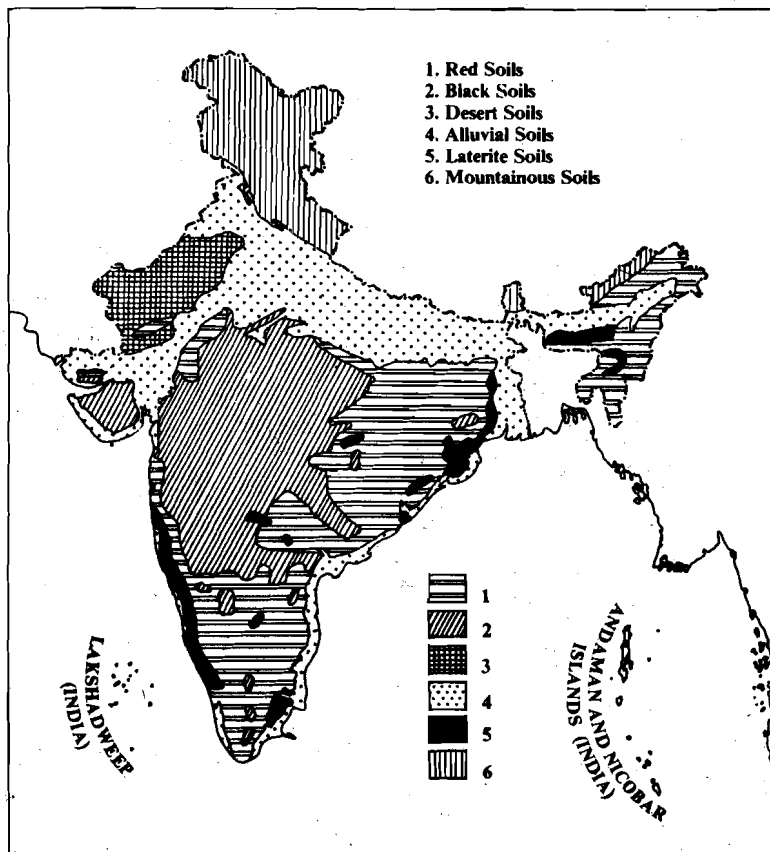 1. Red Soils
2. Black Soils
3. Desert Soils
4. Alluvial Soils
5. Laterite Soils
6. Mountainous Soils
1
2
3
4
5
6
LAKSHADWEEP
(INDIA)
ANDAMAN AND NICOBAR
ISLANDS (INDIA)